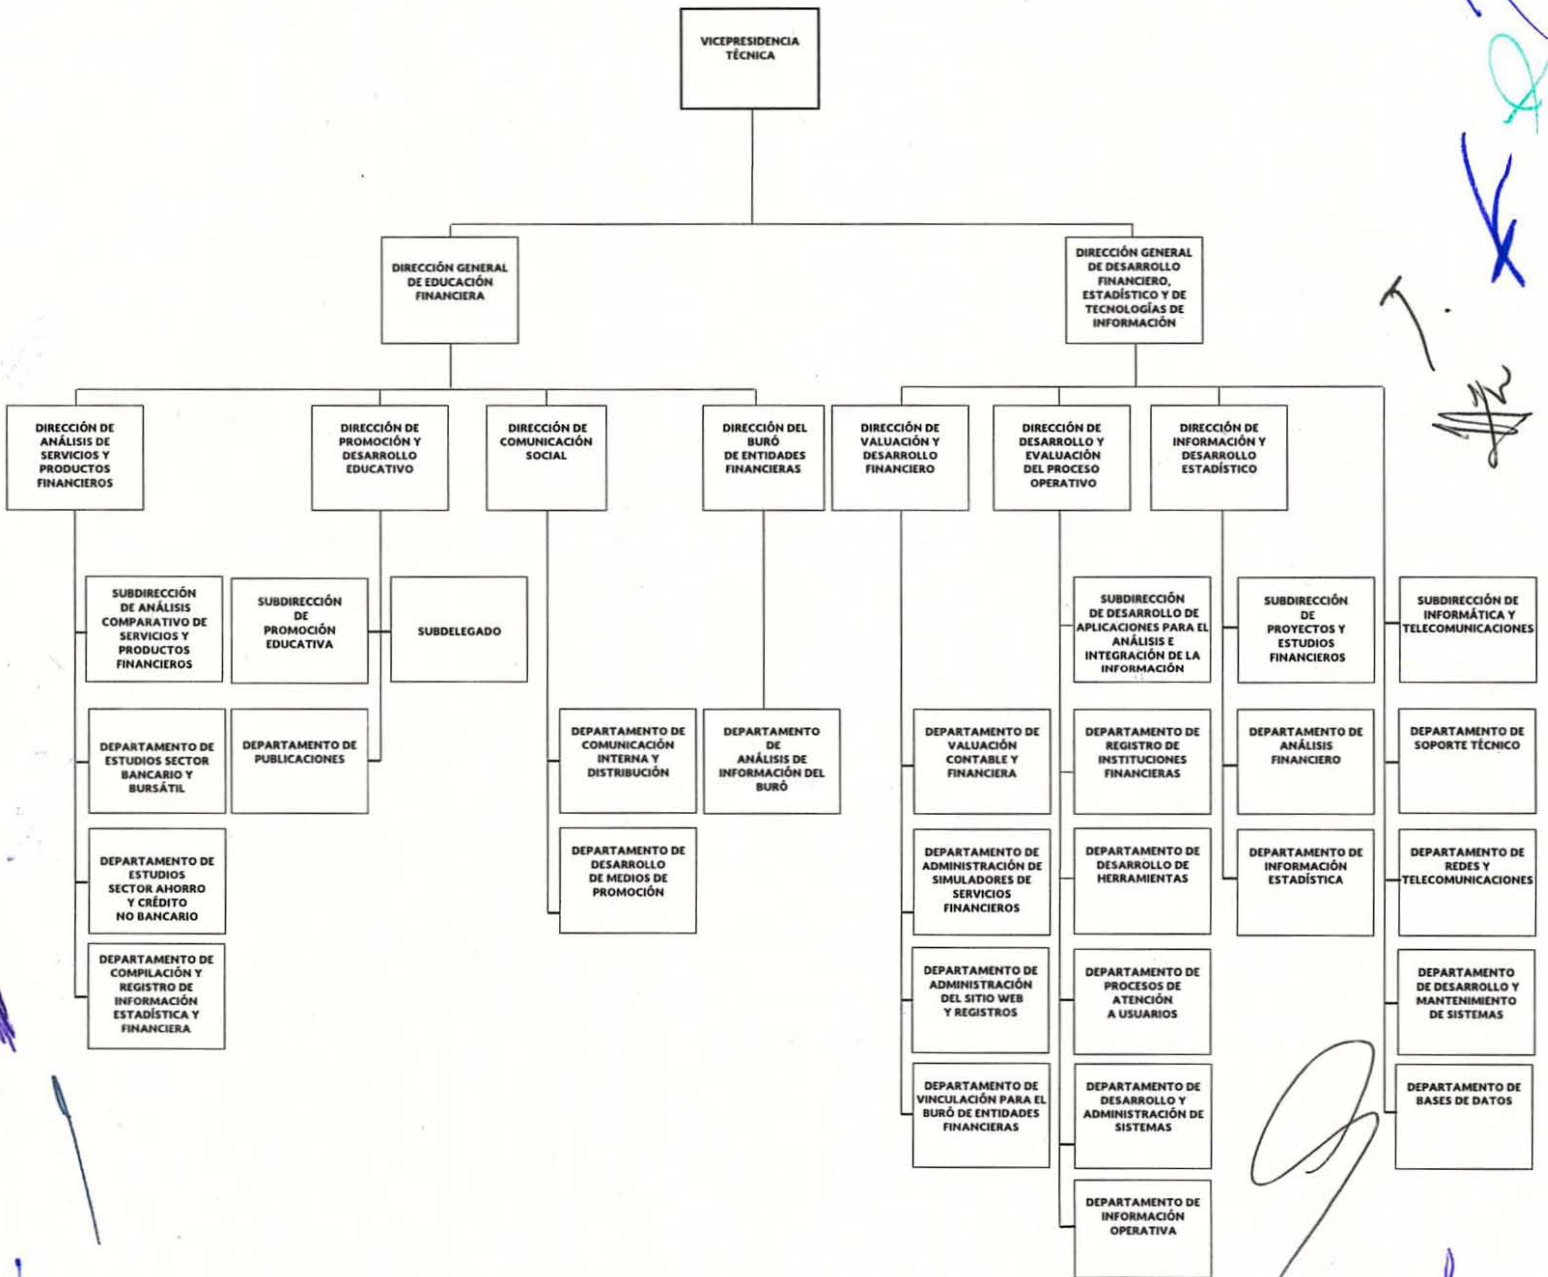 VICEPRESIDENCIA
TÉCNICA
DIRECCIÓN GENERAL
DE EDUCACIÓN
FINANCIERA
DIRECCIÓN GENERAL
DE DESARROLLO
FINANCIERO,
ESTADÍSTICO Y DE
TECNOLOGÍAS DE
INFORMACIÓN
DIRECCIÓN DE
ANÁLISIS DE
SERVICIOS Y
PRODUCTOS
FINANCIEROS
DIRECCIÓN DE
PROMOCIÓN Y
DESARROLLO
EDUCATIVO
DIRECCIÓN DE
COMUNICACIÓN
SOCIAL
DIRECCIÓN DEL
BURÓ
DE ENTIDADES
FINANCIERAS
DIRECCIÓN DE
VALUACIÓN Y
DESARROLLO
FINANCIERO
DIRECCIÓN DE
DESARROLLO Y
EVALUACIÓN
DEL PROCESO
OPERATIVO
DIRECCIÓN DE
INFORMACIÓN Y
DESARROLLO
ESTADÍSTICO
SUBDIRECCIÓN
DE ANÁLISIS
COMPARATIVO DE
SERVICIOS Y
PRODUCTOS
FINANCIEROS
SUBDIRECCIÓN
DE
PROMOCIÓN
EDUCATIVA
SUBDELEGADO
SUBDIRECCIÓN
DE DESARROLLO DE
APLICACIONES PARA EL
ANÁLISIS E
INTEGRACIÓN DE LA
INFORMACIÓN
SUBDIRECCIÓN
DE
PROYECTOS Y
ESTUDIOS
FINANCIEROS
SUBDIRECCIÓN DE
INFORMÁTICA Y
TELECOMUNICACIONES
DEPARTAMENTO DE
ESTUDIOS SECTOR
BANCARIO Y
BURSÁTIL
DEPARTAMENTO DE
PUBLICACIONES
DEPARTAMENTO DE
COMUNICACIÓN
INTERNA Y
DISTRIBUCIÓN
DEPARTAMENTO
DE
ANÁLISIS DE
INFORMACIÓN DEL
BURÓ
DEPARTAMENTO DE
VALUACIÓN
CONTABLE Y
FINANCIERA
DEPARTAMENTO DE
REGISTRO DE
INSTITUCIONES
FINANCIERAS
DEPARTAMENTO DE
ANÁLISIS
FINANCIERO
DEPARTAMENTO DE
SOPORTE TÉCNICO
DEPARTAMENTO DE
ESTUDIOS
SECTOR AHORRO
Y CRÉDITO
NO BANCARIO
DEPARTAMENTO DE
DESARROLLO
DE MEDIOS DE
PROMOCIÓN
DEPARTAMENTO DE
ADMINISTRACIÓN DE
SIMULADORES DE
SERVICIOS
FINANCIEROS
DEPARTAMENTO DE
DESARROLLO DE
HERRAMIENTAS
DEPARTAMENTO DE
INFORMACIÓN
ESTADÍSTICA
DEPARTAMENTO DE
REDES Y
TELECOMUNICACIONES
DEPARTAMENTO DE
COMPILACIÓN Y
REGISTRO DE
INFORMACIÓN
ESTADÍSTICA Y
FINANCIERA
DEPARTAMENTO DE
ADMINISTRACIÓN
DEL SITIO WEB
Y REGISTROS
DEPARTAMENTO DE
PROCESOS DE
ATENCIÓN
A USUARIOS
DEPARTAMENTO
DE DESARROLLO Y
MANTENIMIENTO
DE SISTEMAS
DEPARTAMENTO DE
VINCULACIÓN PARA EL
BURÓ DE ENTIDADES
FINANCIERAS
DEPARTAMENTO DE
DESARROLLO Y
ADMINISTRACIÓN DE
SISTEMAS
DEPARTAMENTO DE
BASES DE DATOS
DEPARTAMENTO DE
INFORMACIÓN
OPERATIVA